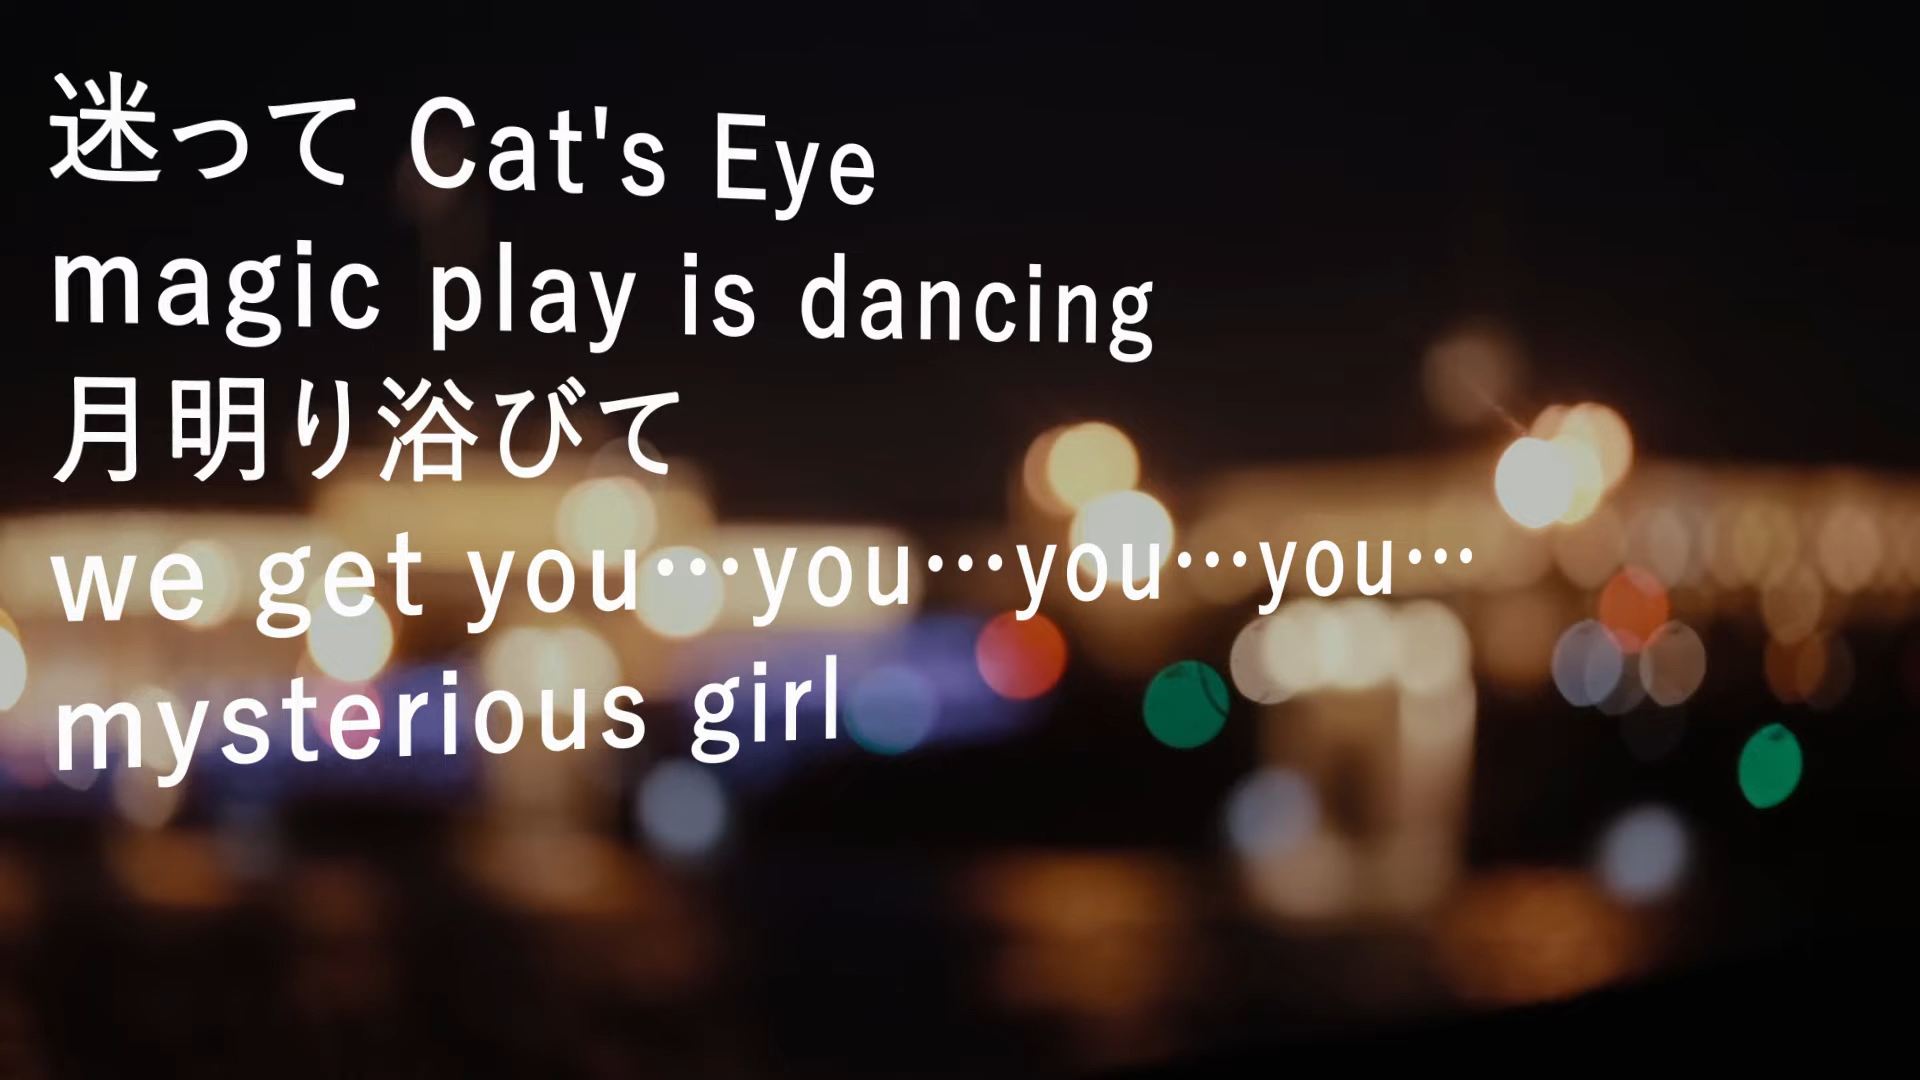 迷って Cat's Eye
magic play is dancing
月明り浴びて
we get you…you…you…you…
mysterious girl